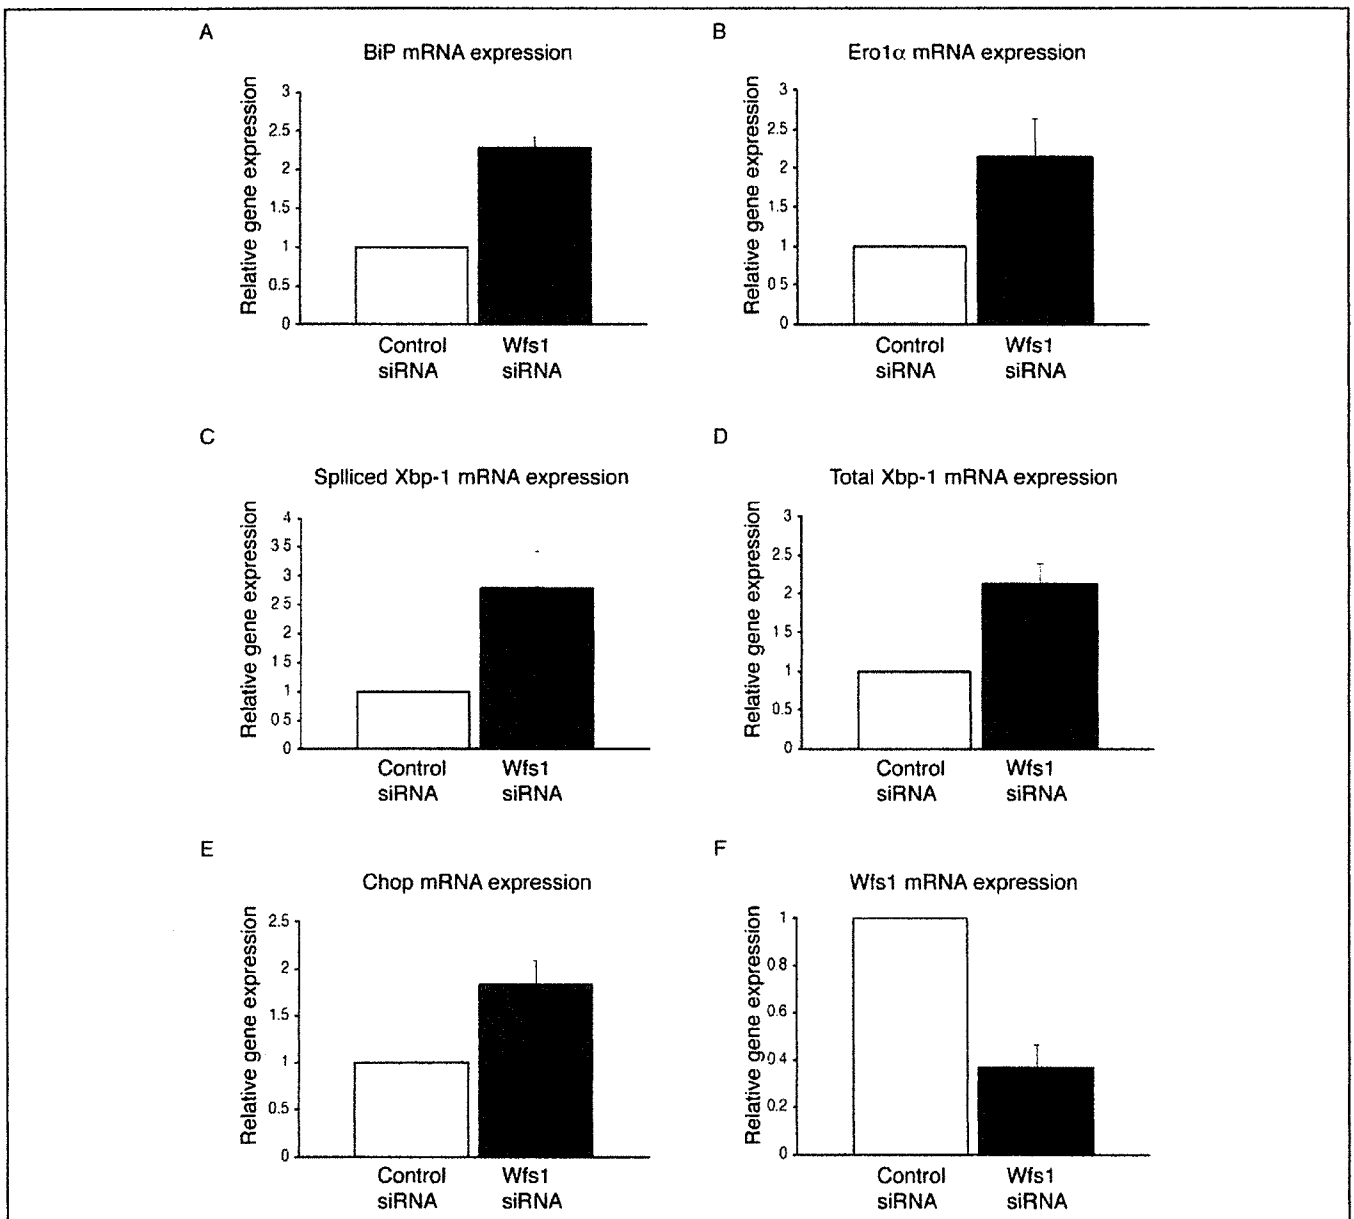 A
BiP mRNA expression
Relative gene expression
3
2.5
2
1.5
1
0.5
0
Control siRNA
Wfs1 siRNA
B
Ero1α mRNA expression
Relative gene expression
3
2.5
2
1.5
1
0 5
0
Control siRNA
Wfs1 siRNA
C
Splliced Xbp-1 mRNA expression
Relative gene expression
4
3 5
3
2 5
2
1 5
1
0 5
0
Control siRNA
Wfs1 siRNA
D
Total Xbp-1 mRNA expression
Relative gene expression
3
2.5
2
1 5
1
0.5
0
Control siRNA
Wfs1 siRNA
E
Chop mRNA expression
Relative gene expression
2.5
2
1.5
1
0.5
0
Control siRNA
Wfs1 siRNA
F
Wfs1 mRNA expression
Relative gene expression
1
0.8
0.6
0.4
0.2
0
Control siRNA
Wfs1 siRNA